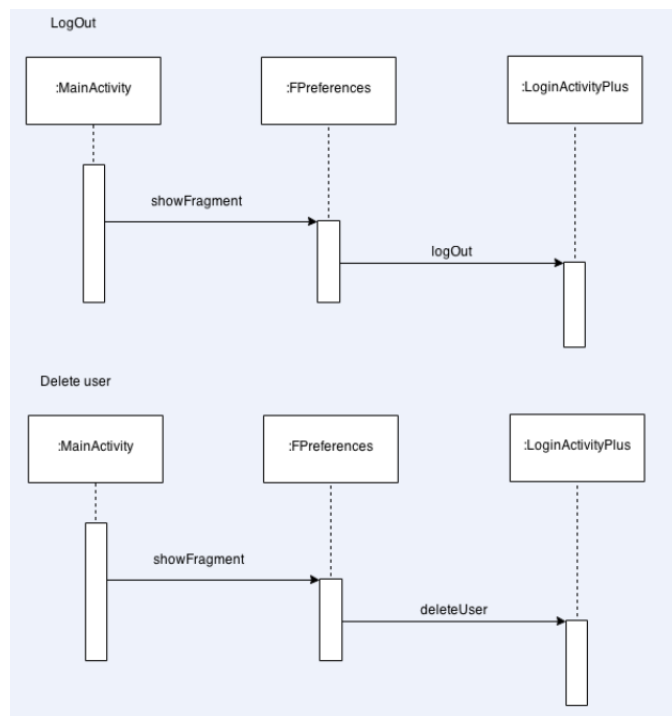 LogOut
:MainActivity
:FPreferences
:LoginActivityPlus
showFragment
logOut
Delete user
:MainActivity
:FPreferences
:LoginActivityPlus
showFragment
deleteUser